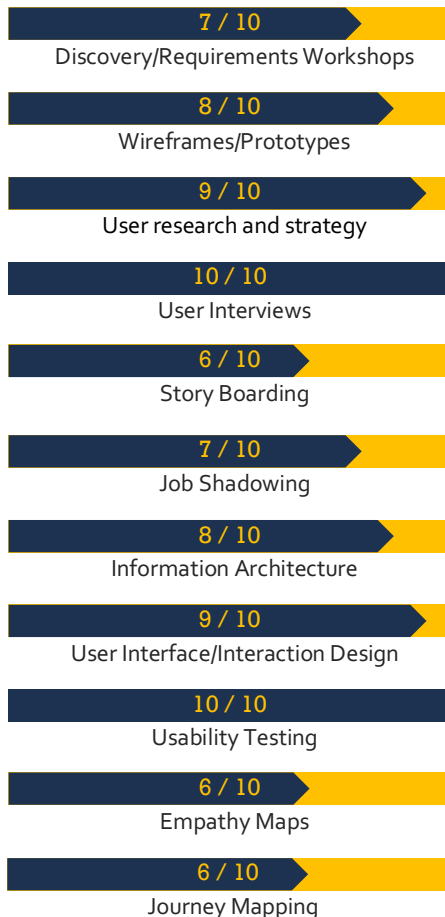 7 / 10
Discovery/Requirements Workshops
8 / 10
Wireframes/Prototypes
9 / 10
User research and strategy
10 / 10
User Interviews
6 / 10
Story Boarding
7 / 10
Job Shadowing
8 / 10
Information Architecture
9 / 10
User Interface/Interaction Design
10 / 10
Usability Testing
6 / 10
Empathy Maps
6 / 10
Journey Mapping